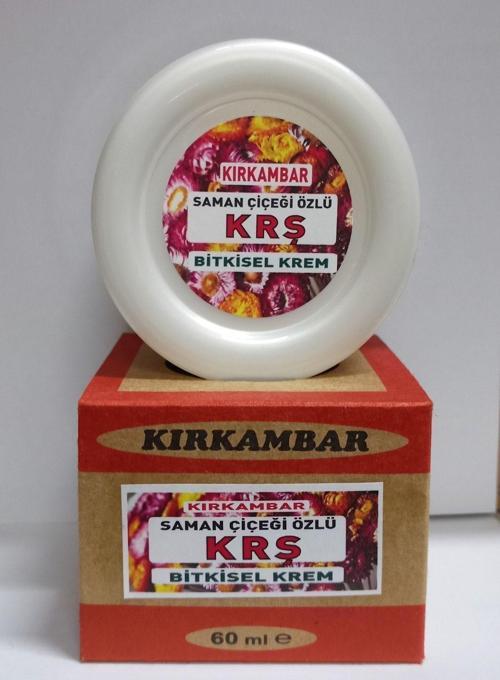 KIRKAMBAR
SAMAN ÇİÇEĞİ ÖZLÜ
KRŞ
BİTKİSEL KREM
KIRKAMBAR
KIRKAMBAR
SAMAN ÇİÇEĞİ ÖZLÜ
KRŞ
BİTKİSEL KREM
60 ml ℮